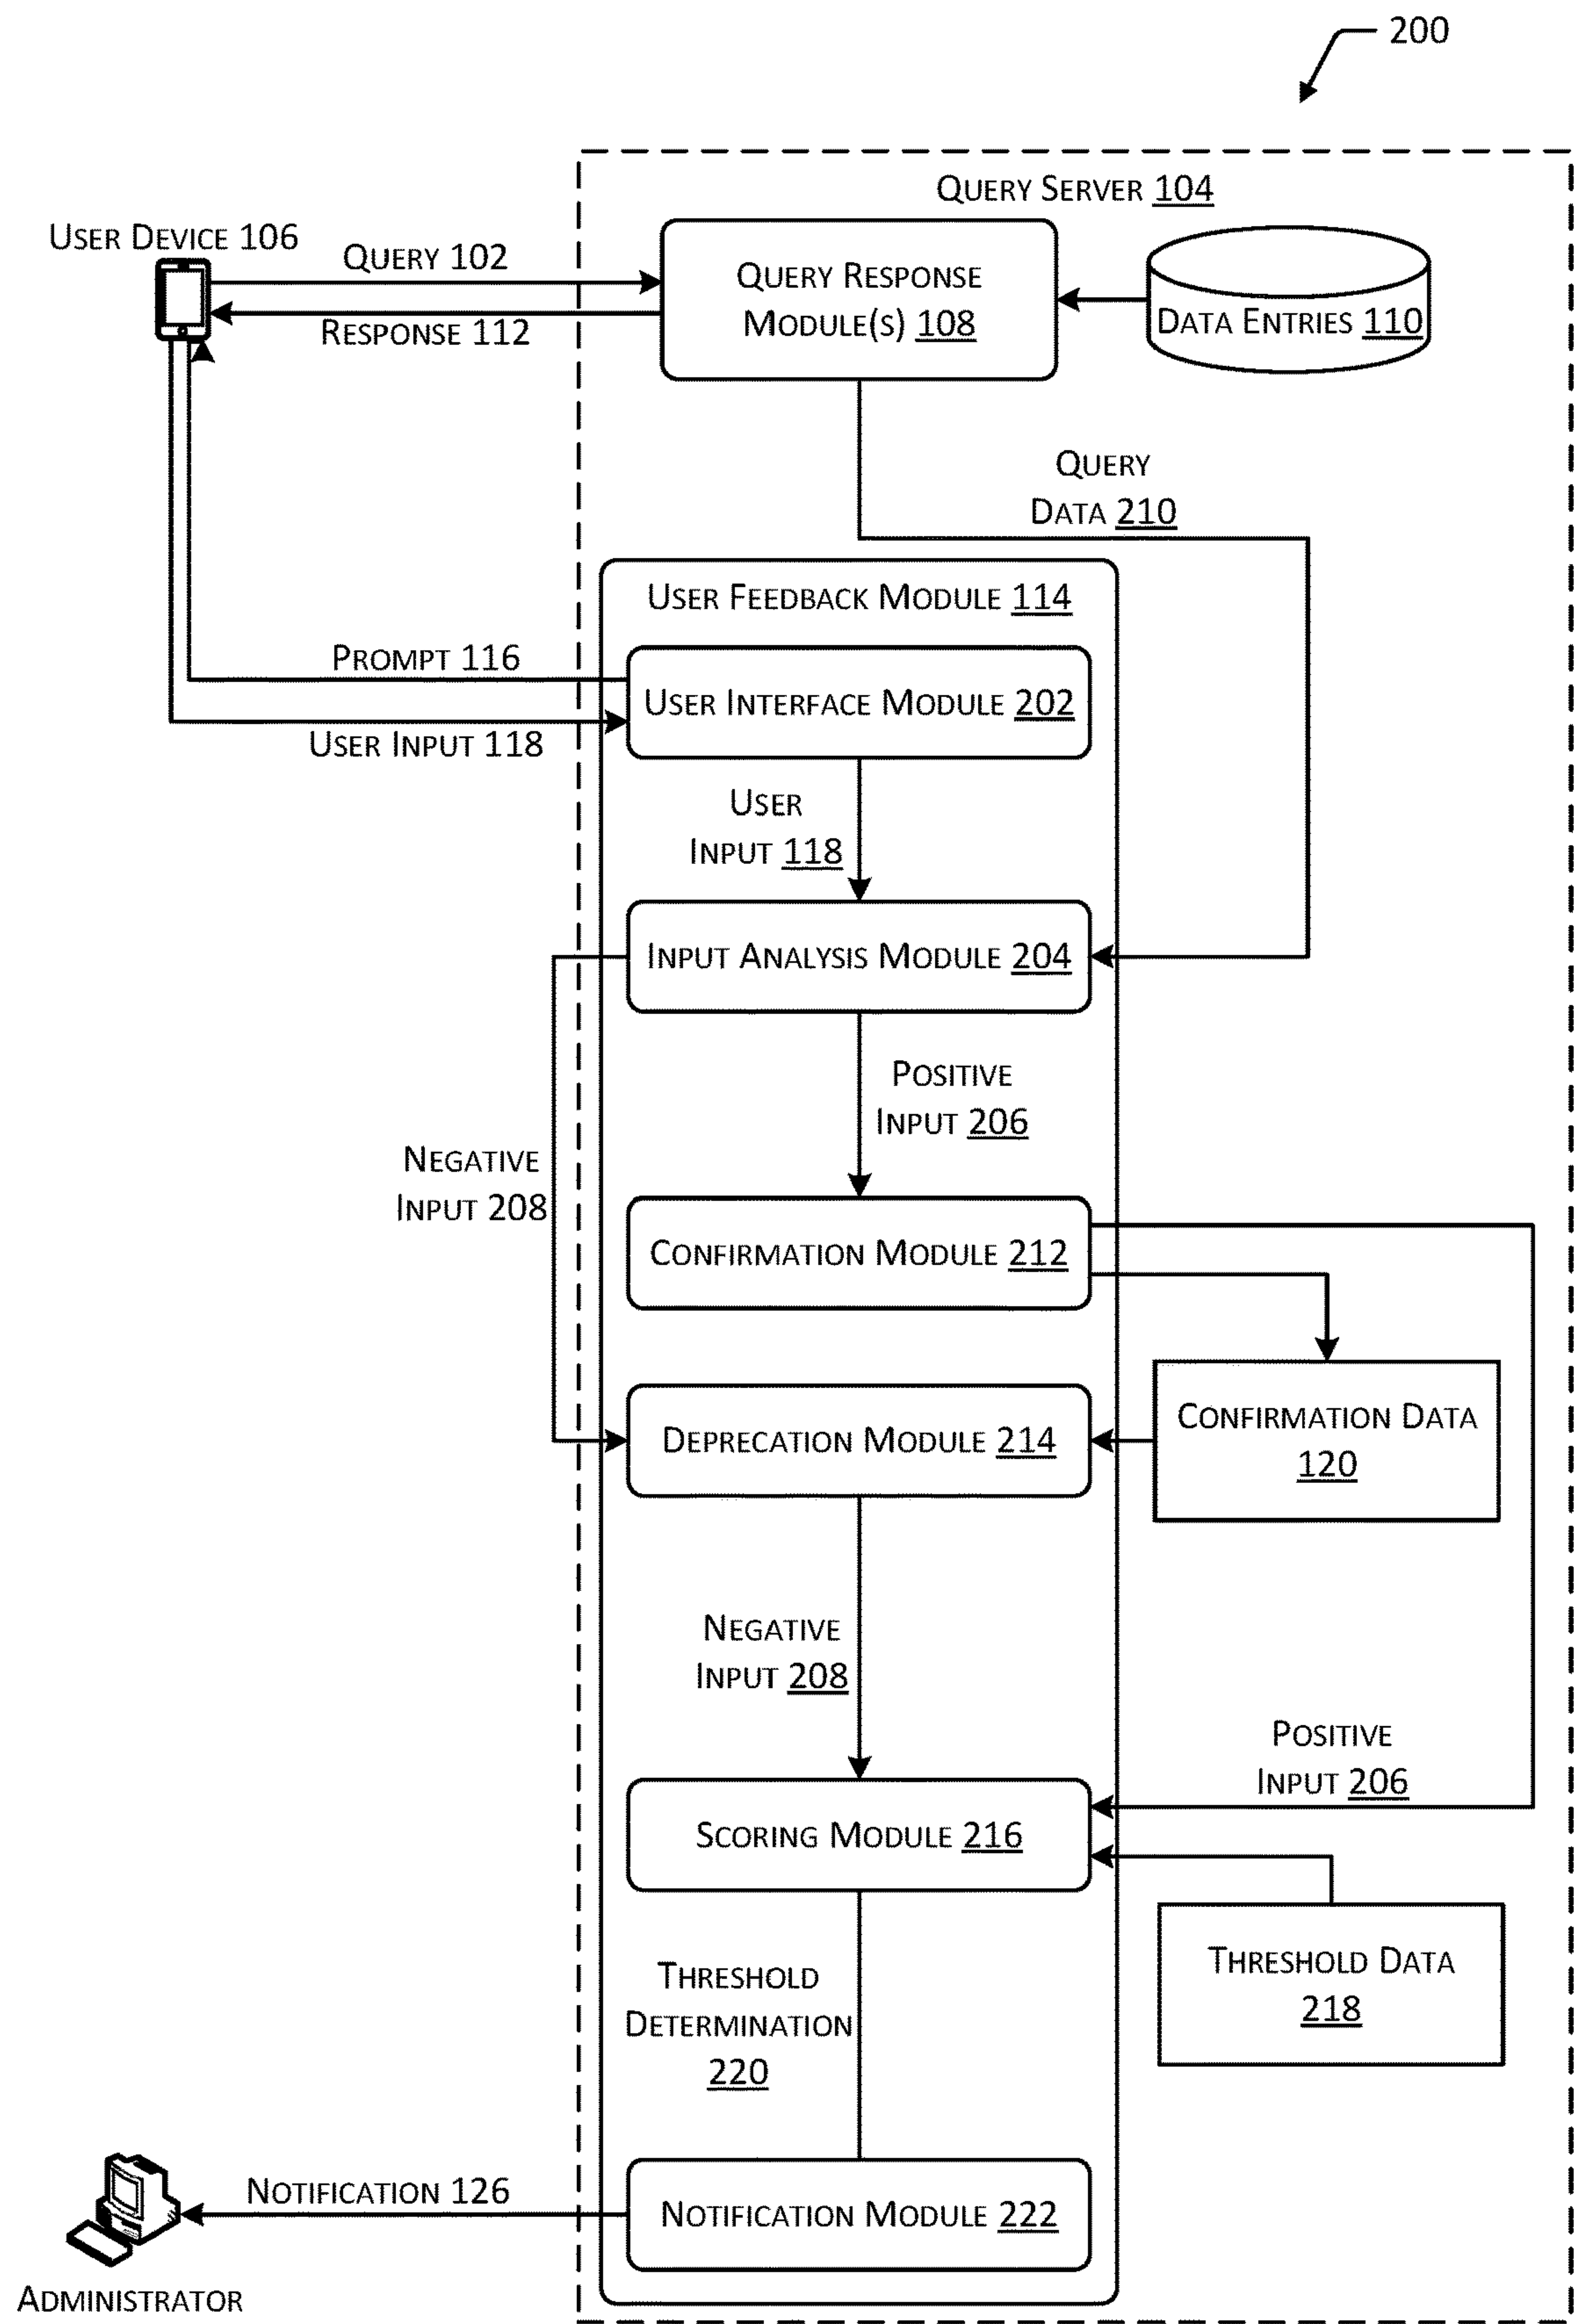 200
QUERY SERVER 104
USER DEVICE 106
QUERY 102
RESPONSE 112
QUERY RESPONSE
MODULE(S) 108
DATA ENTRIES 110
QUERY
DATA 210
USER FEEDBACK MODULE 114
PROMPT 116
USER INTERFACE MODULE 202
USER INPUT 118
USER
INPUT 118
INPUT ANALYSIS MODULE 204
POSITIVE
INPUT 206
NEGATIVE
INPUT 208
CONFIRMATION MODULE 212
CONFIRMATION DATA
120
DEPRECATION MODULE 214
NEGATIVE
INPUT 208
POSITIVE
INPUT 206
SCORING MODULE 216
THRESHOLD DATA
218
THRESHOLD
DETERMINATION
220
NOTIFICATION 126
NOTIFICATION MODULE 222
ADMINISTRATOR